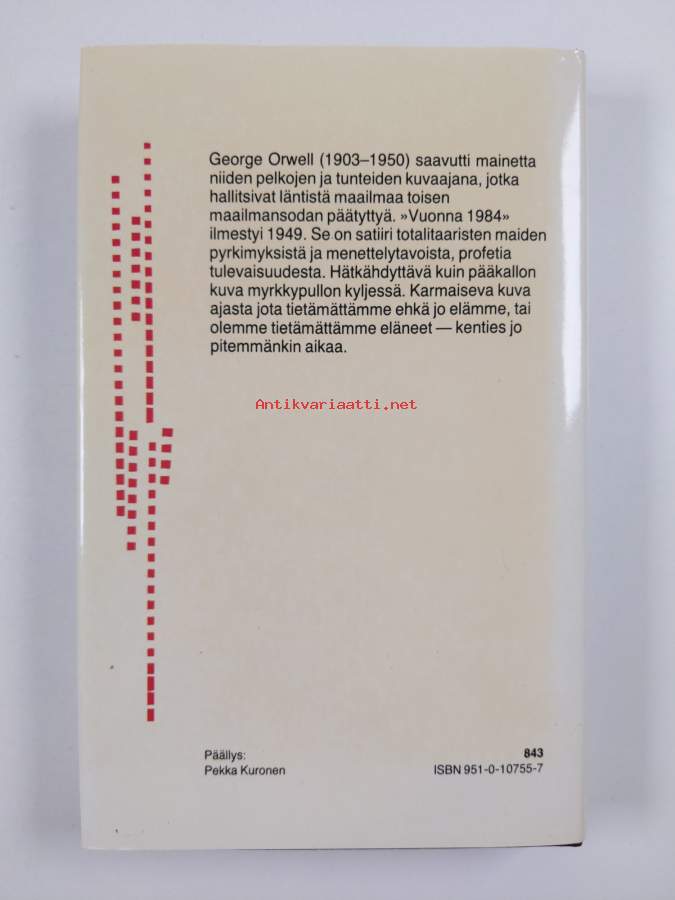 George Orwell (1903–1950) saavutti mainetta
niiden pelkojen ja tunteiden kuvaajana, jotka
hallitsivat läntistä maailmaa toisen
maailmansodan päätyttyä. »Vuonna 1984»
ilmestyi 1949. Se on satiiri totalitaaristen maiden
pyrkimyksistä ja menettelytavoista, profetia
tulevaisuudesta. Hätkähdyttävä kuin pääkallon
kuva myrkkypullon kyljessä. Karmaiseva kuva
ajasta jota tietämättämme ehkä jo elämme, tai
olemme tietämättämme eläneet — kenties jo
pitemmänkin aikaa.
Antikvariaatti.net
Päällys:
Pekka Kuronen
843
ISBN 951-0-10755-7